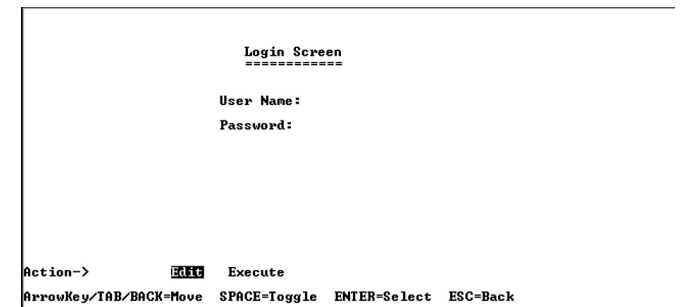 Login Screen
============
User Name:
Password:
Action-> Edit Execute
ArrowKey/TAB/BACK=Move SPACE=Toggle ENTER=Select ESC=Back